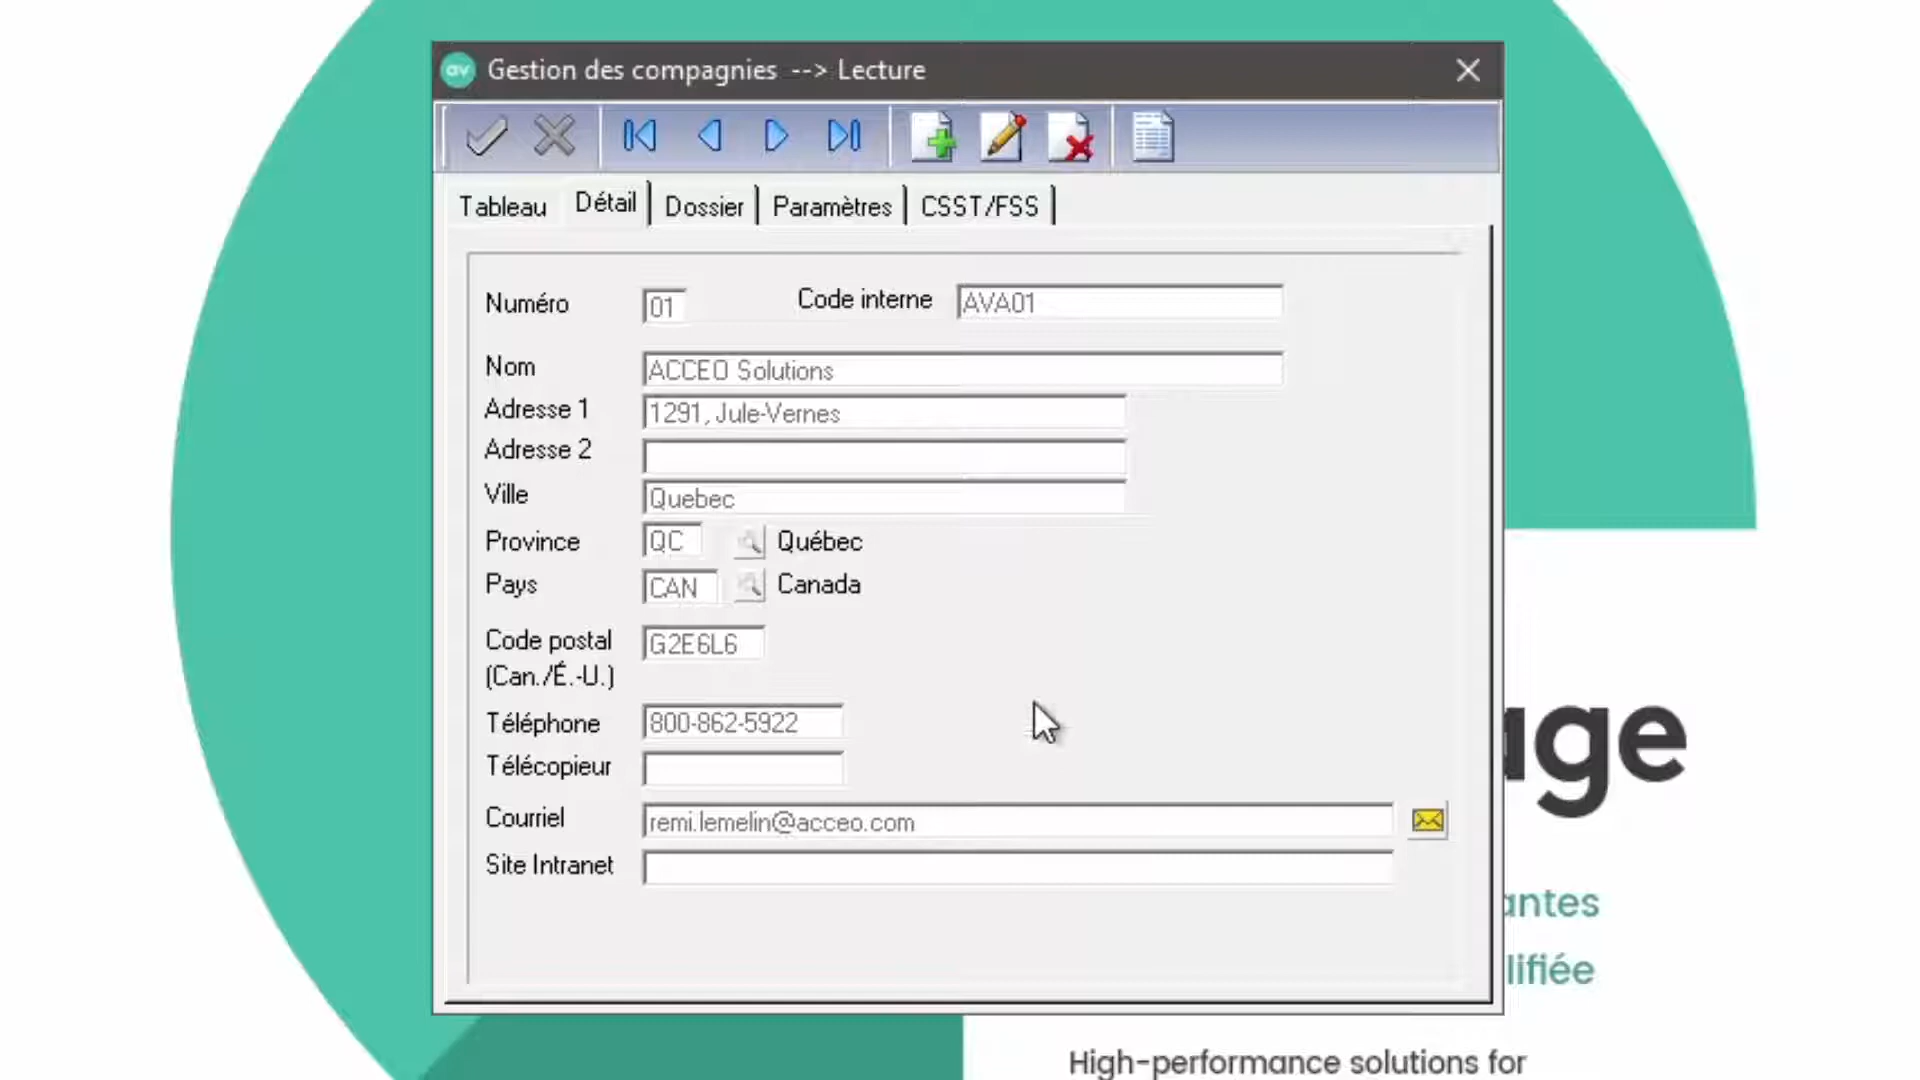 av Gestion des compagnies --> Lecture
Tableau Détail Dossier Paramètres CSST/FSS
Numéro 01 Code interne AVA01
Nom ACCEO Solutions
Adresse 1 1291, Jule-Vernes
Adresse 2
Ville Quebec
Province QC Québec
Pays CAN Canada
Code postal G2E6L6
(Can./É.-U.)
Téléphone 800-862-5922
Télécopieur
Courriel remi.lemelin@acceo.com
Site Intranet
age
antes
lifiée
High-performance solutions for